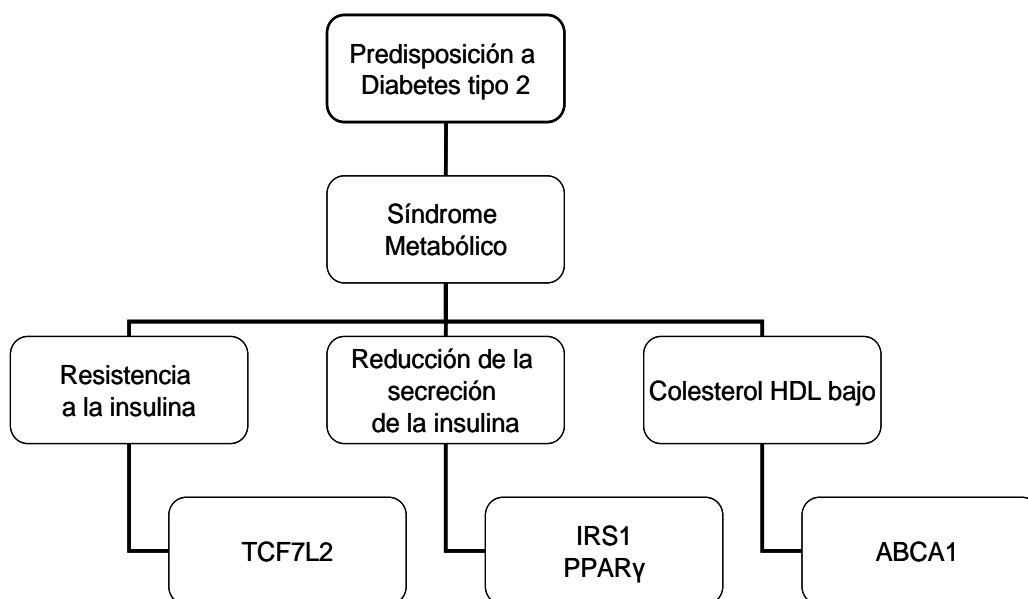 Predisposición a
Diabetes tipo 2
Síndrome
Metabólico
Resistencia
a la insulina
Reducción de la
secreción
de la insulina
Colesterol HDL bajo
TCF7L2
IRS1
PPARγ
ABCA1